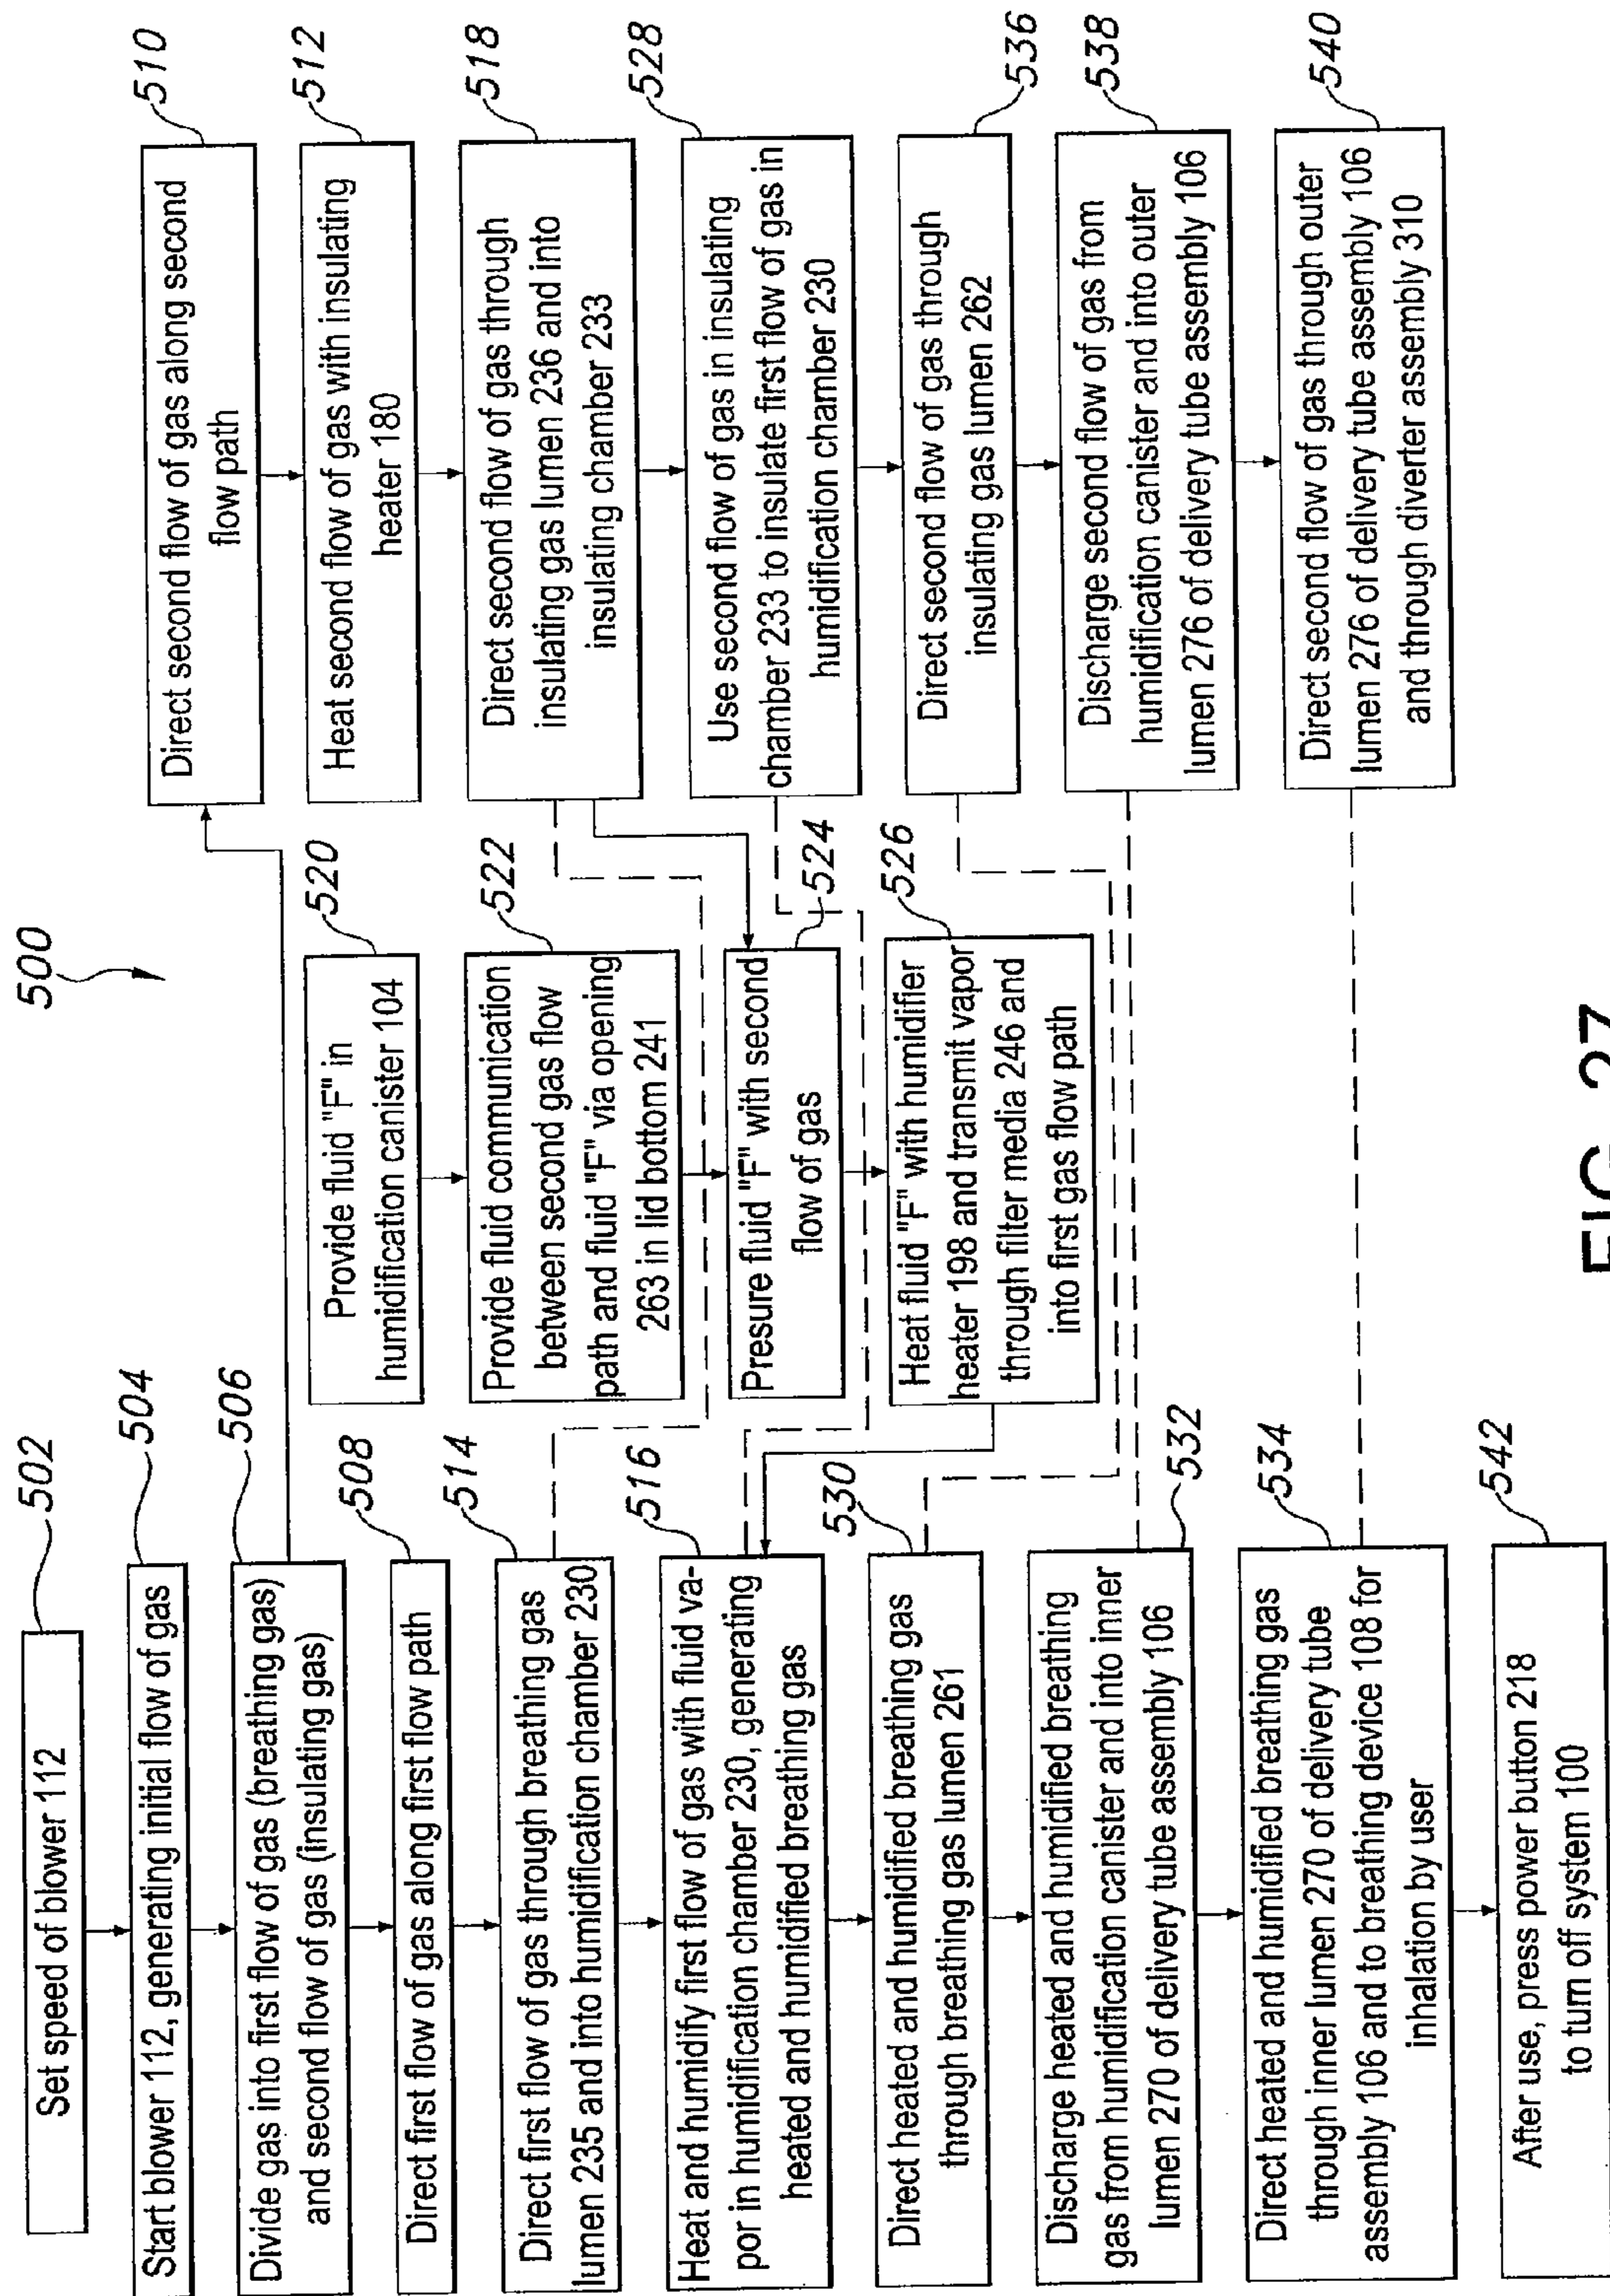 500
502
Set speed of blower 112
504
Start blower 112, generating initial flow of gas
506
Divide gas into first flow of gas (breathing gas)
and second flow of gas (insulating gas)
508
Direct first flow of gas along first flow path
514
Direct first flow of gas through breathing gas
lumen 235 and into humidification chamber 230
516
Heat and humidify first flow of gas with fluid va-
por in humidification chamber 230, generating
heated and humidified breathing gas
530
Direct heated and humidified breathing gas
through breathing gas lumen 261
532
Discharge heated and humidified breathing
gas from humidification canister and into inner
lumen 270 of delivery tube assembly 106
534
Direct heated and humidified breathing gas
through inner lumen 270 of delivery tube
assembly 106 and to breathing device 108 for
inhalation by user
542
After use, press power button 218
to turn off system 100
520
Provide fluid "F" in
humidification canister 104
522
Provide fluid communication
between second gas flow
path and fluid "F" via opening
263 in lid bottom 241
524
Presure fluid "F" with second
flow of gas
526
Heat fluid "F" with humidifier
heater 198 and transmit vapor
through filter media 246 and
into first gas flow path
510
Direct second flow of gas along second
flow path
512
Heat second flow of gas with insulating
heater 180
518
Direct second flow of gas through
insulating gas lumen 236 and into
insulating chamber 233
528
Use second flow of gas in insulating
chamber 233 to insulate first flow of gas in
humidification chamber 230
536
Direct second flow of gas through
insulating gas lumen 262
538
Discharge second flow of gas from
humidification canister and into outer
lumen 276 of delivery tube assembly 106
540
Direct second flow of gas through outer
lumen 276 of delivery tube assembly 106
and through diverter assembly 310
FIG. 27